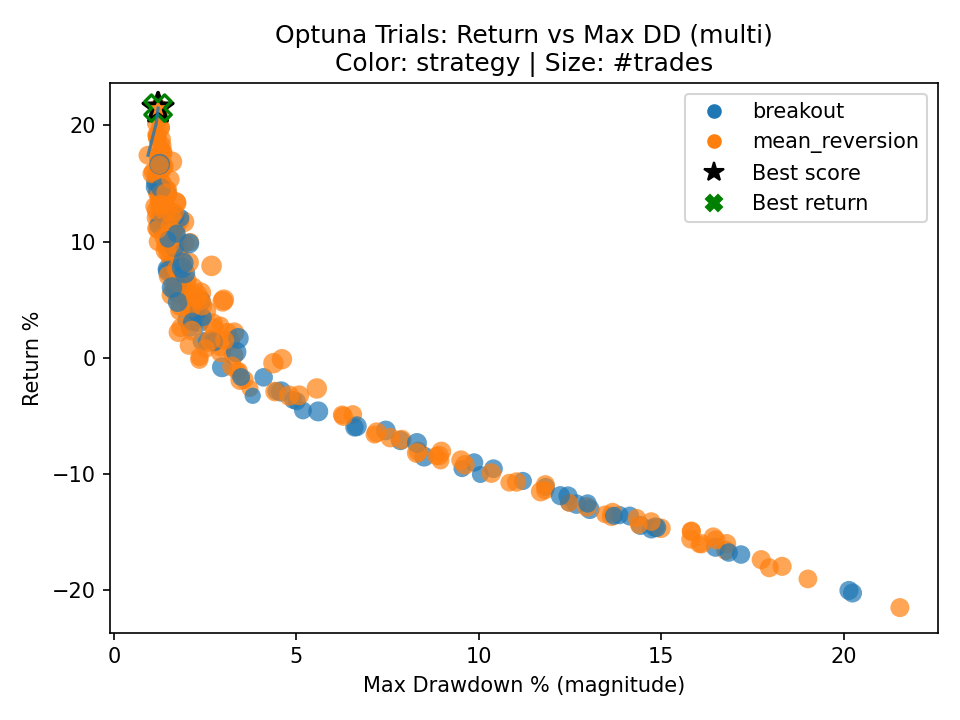 Optuna Trials: Return vs Max DD (multi)
Color: strategy | Size: #trades
breakout
mean_reversion
Best score
Best return
Return %
20
10
0
−10
−20
0
5
10
15
20
Max Drawdown % (magnitude)